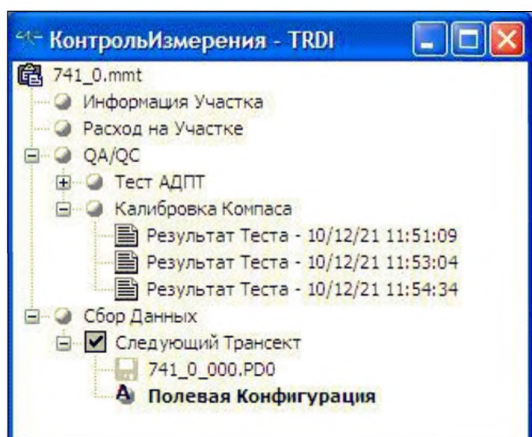 КонтрольИзмерения - TRDI
741_0.mmt
Информация Участка
Расход на Участке
QA/QC
Тест АДПТ
Калибровка Компаса
Результат Теста - 10/12/21 11:51:09
Результат Теста - 10/12/21 11:53:04
Результат Теста - 10/12/21 11:54:34
Сбор Данных
Следующий Трансект
741_0_000.PD0
Полевая Конфигурация